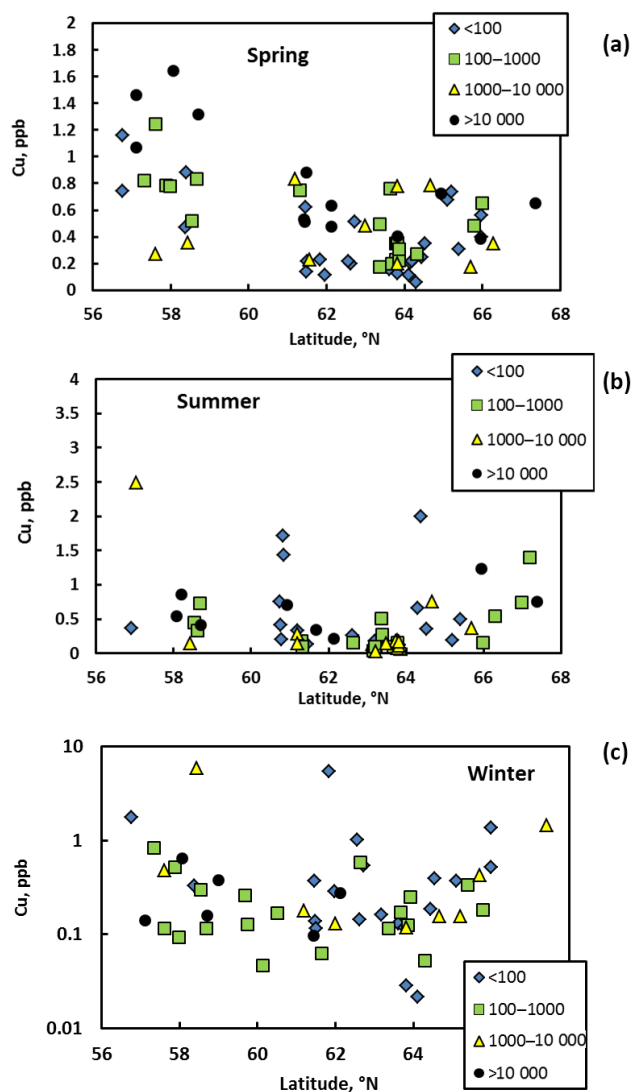 (a)
Spring
<100
100–1000
1000–10 000
>10 000
Cu, ppb
2
1.8
1.6
1.4
1.2
1
0.8
0.6
0.4
0.2
0
56 58 60 62 64 66 68
Latitude, °N
(b)
Summer
<100
100–1000
1000–10 000
>10 000
Cu, ppb
4
3.5
3
2.5
2
1.5
1
0.5
0
56 58 60 62 64 66 68
Latitude, °N
(c)
Winter
Cu, ppb
10
1
0.1
0.01
<100
100–1000
1000–10 000
>10 000
56 58 60 62 64
Latitude, °N